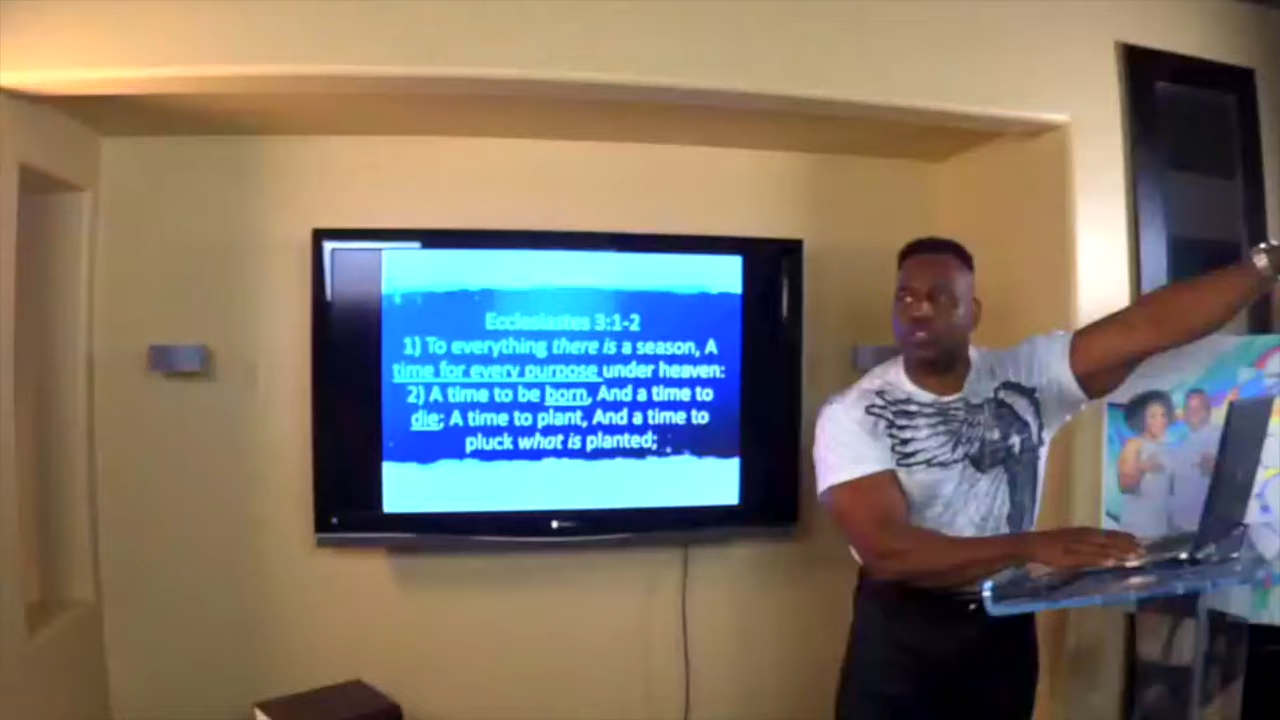 Ecclesiastes 3:1-2
1) To everything there is a season, A
time for every purpose under heaven:
2) A time to be born, And a time to
die; A time to plant, And a time to
pluck what is planted;